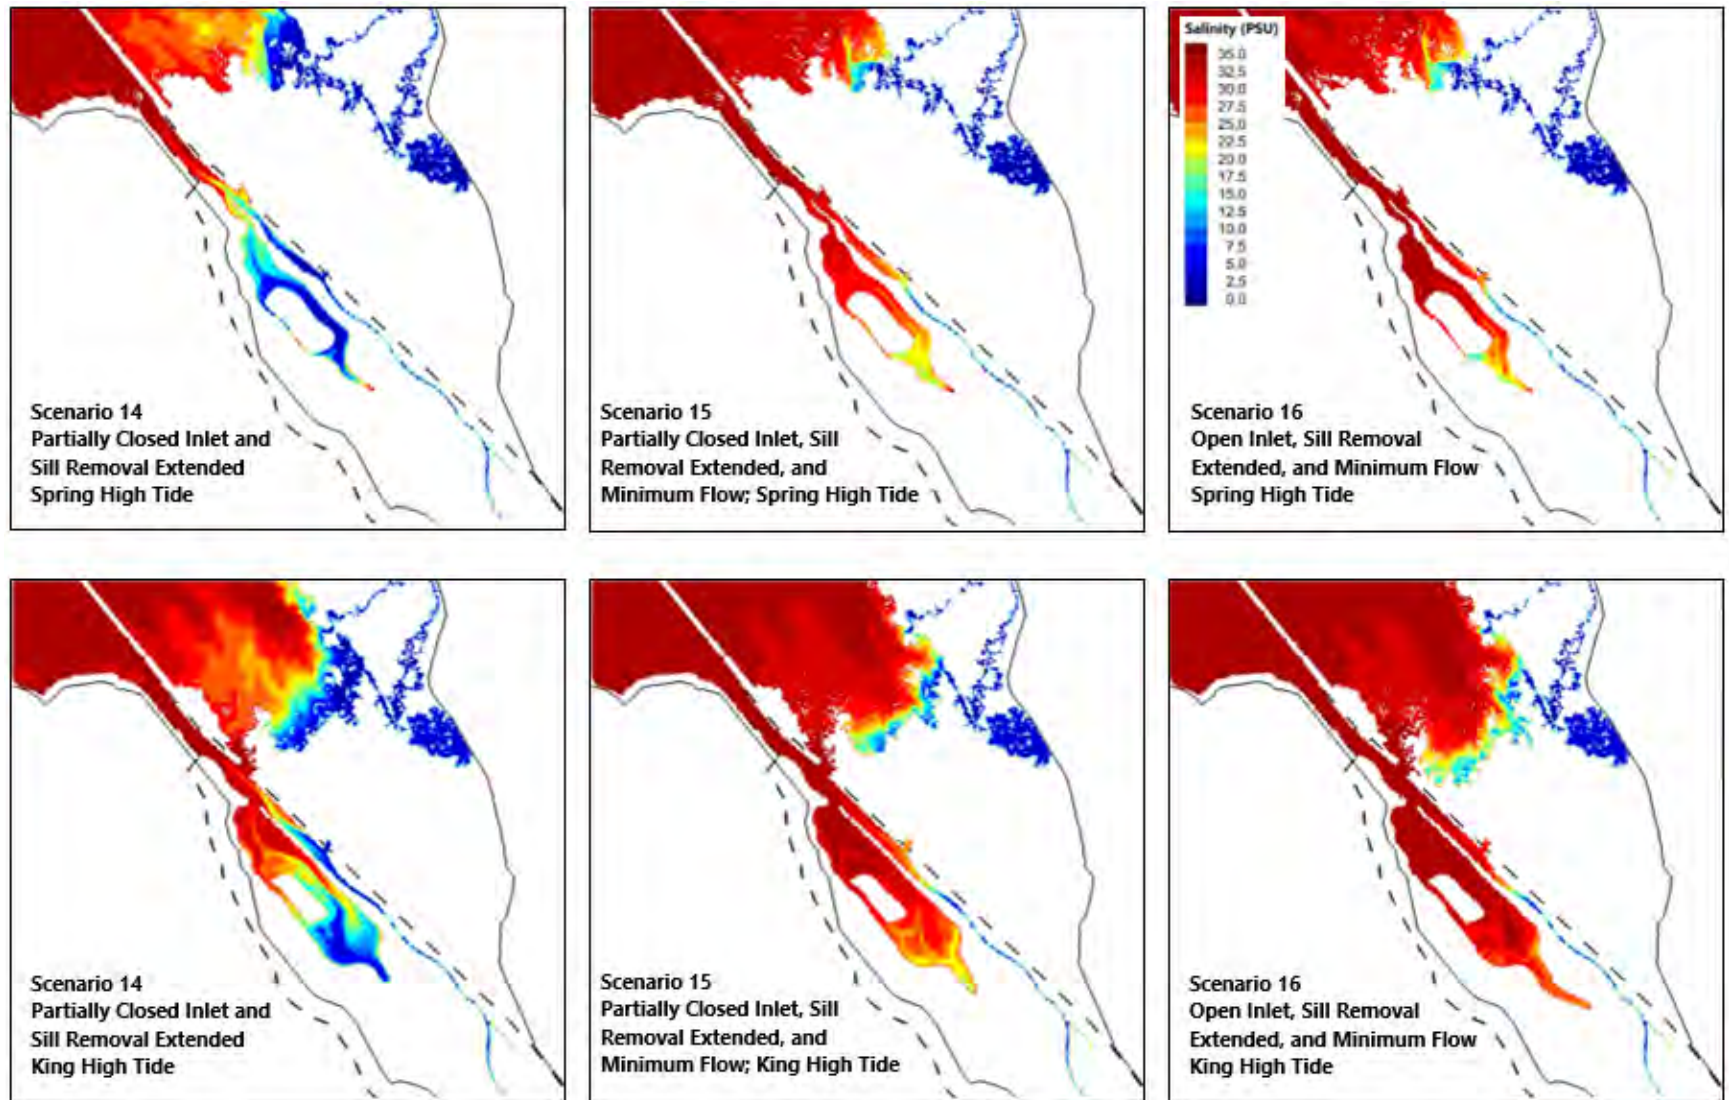 Salinity (PSU)
35.0
32.5
30.0
27.5
25.0
22.5
20.0
17.5
15.0
12.5
10.0
7.5
5.0
2.5
0.0
Scenario 14
Partially Closed Inlet and
Sill Removal Extended
Spring High Tide
Scenario 15
Partially Closed Inlet, Sill
Removal Extended, and
Minimum Flow; Spring High Tide
Scenario 16
Open Inlet, Sill Removal
Extended, and Minimum Flow
Spring High Tide
Scenario 14
Partially Closed Inlet and
Sill Removal Extended
King High Tide
Scenario 15
Partially Closed Inlet, Sill
Removal Extended, and
Minimum Flow; King High Tide
Scenario 16
Open Inlet, Sill Removal
Extended, and Minimum Flow
King High Tide